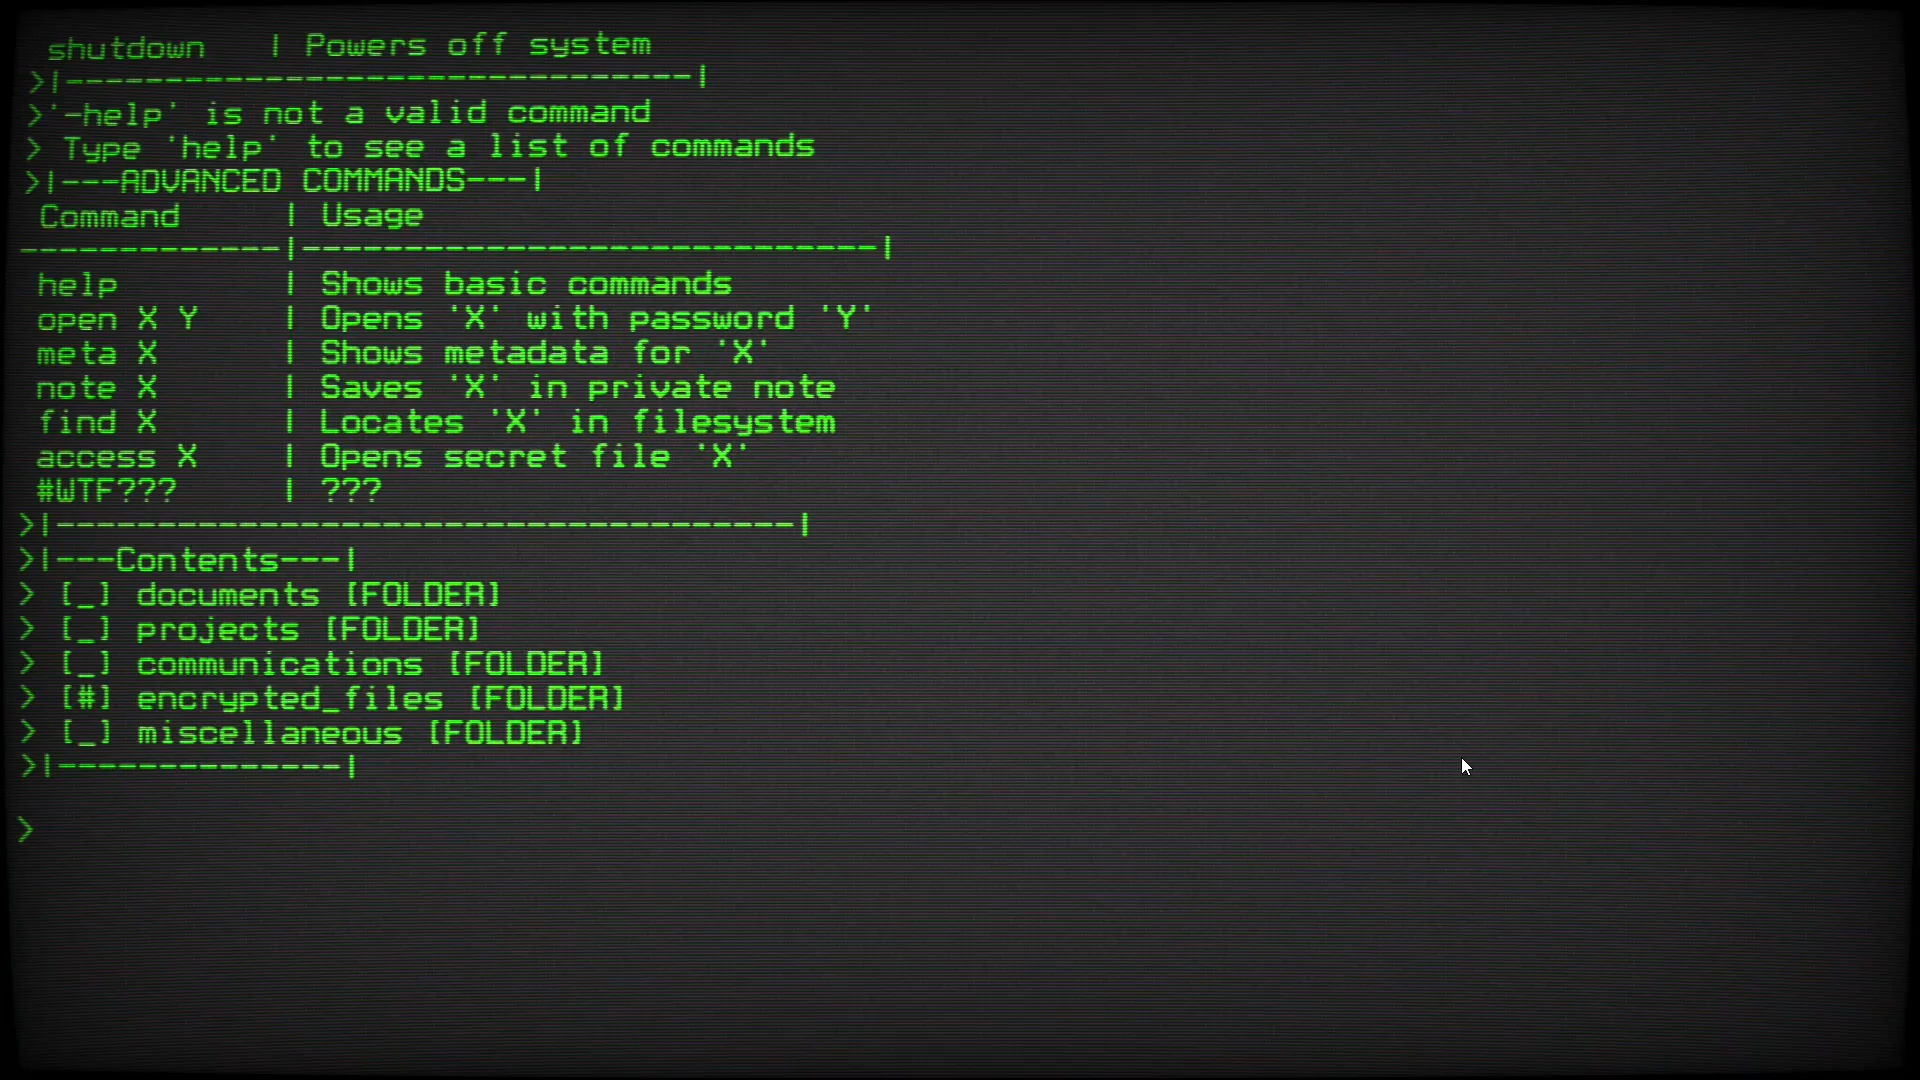 shutdown | Powers off system
>|-------------------------------|
>'-help' is not a valid command
> Type 'help' to see a list of commands
>|---ADVANCED COMMANDS---|
Command | Usage
-------------|----------------------------|
help | Shows basic commands
open X Y | Opens 'X' with password 'Y'
meta X | Shows metadata for 'X'
note X | Saves 'X' in private note
find X | Locates 'X' in filesystem
access X | Opens secret file 'X'
#WTF??? | ???
>|------------------------------------|
>|---Contents---|
> [_] documents [FOLDER]
> [_] projects [FOLDER]
> [_] communications [FOLDER]
> [#] encrypted_files [FOLDER]
> [_] miscellaneous [FOLDER]
>|--------------|
>